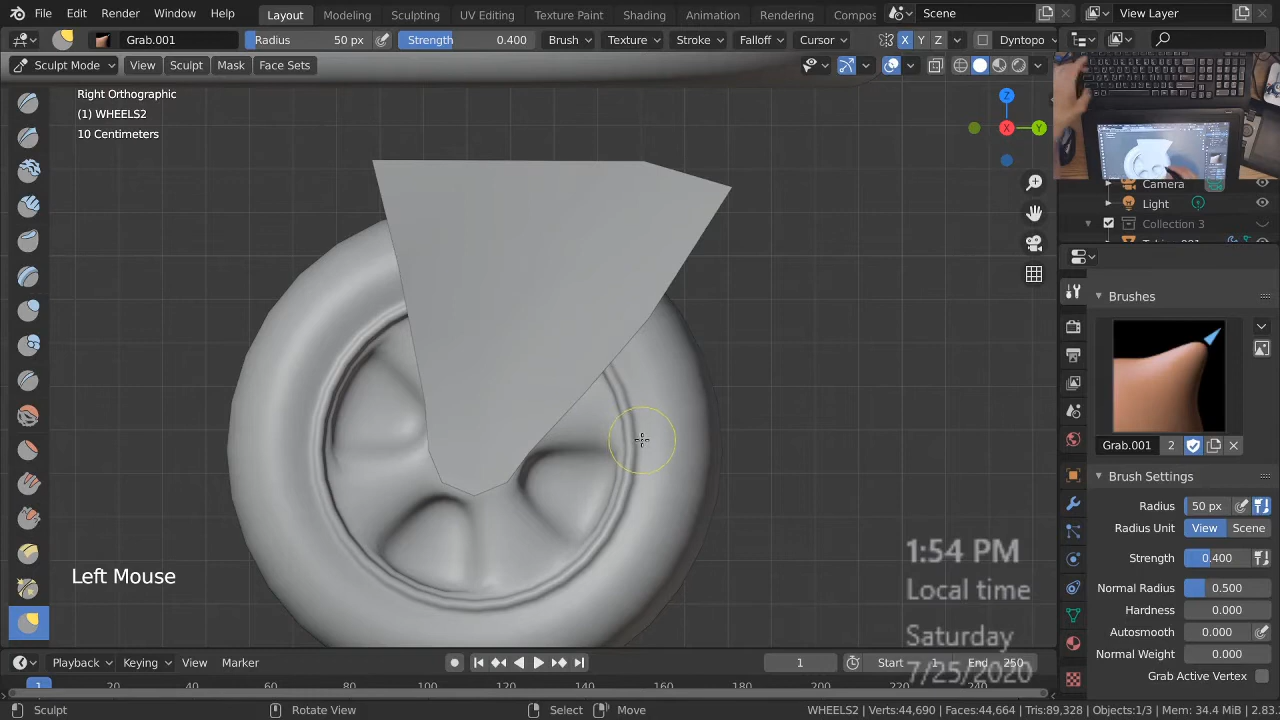 File Edit Render Window Help Layout Modeling Sculpting UV Editing Texture Paint Shading Animation Rendering Compos Scene View Layer
Grab.001 Radius 50 px Strength 0.400 Brush Texture Stroke Falloff Cursor X Y Z Dyntopo
Sculpt Mode View Sculpt Mask Face Sets
Right Orthographic
(1) WHEELS2
10 Centimeters
Z
X
Y
Camera
Light
Collection 3
Brushes
Grab.001 2
Brush Settings
Radius 50 px
Radius Unit View Scene
Strength 0.400
Normal Radius 0.500
Hardness 0.000
Autosmooth 0.000
Normal Weight 0.000
Grab Active Vertex
1:54 PM
Local time
Saturday
7/25/2020
Left Mouse
Playback Keying View Marker 1 Start 1 End 250
1 20 60 80 100 120 140 160 180 200 220 240
Sculpt Rotate View Select Move WHEELS2 | Verts:44,690 | Faces:44,664 | Tris:89,328 | Objects:1/3 | Mem: 34.4 MiB | 2.83.